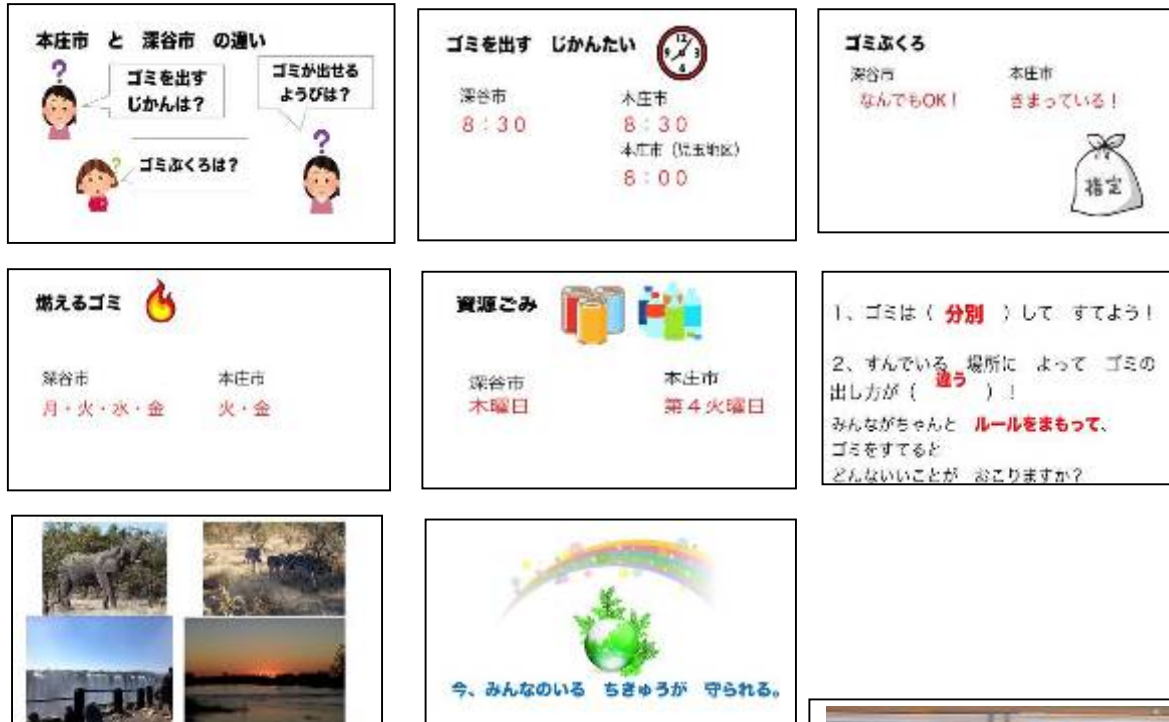 本庄市 と 深谷市 の違い
ゴミを出す
じかんは？
ゴミが出せる
ようびは？
ゴミぶくろは？
ゴミを出す じかんたい
深谷市
８：３０
本庄市
８：３０
本庄市（児玉地区）
８：００
ゴミぶくろ
深谷市
なんでもOK！
本庄市
きまっている！
指定
燃えるゴミ
深谷市
月・火・水・金
本庄市
火・金
資源ごみ
深谷市
木曜日
本庄市
第４火曜日
１、ゴミは（ 分別 ）して すてよう！
２、すんでいる 場所に よって ゴミの
出し方が（ 違う ）！
みんながちゃんと ルールをまもって、
ゴミをすてると
どんないいことが おこりますか？
今、みんなのいる ちきゅうが 守られる。